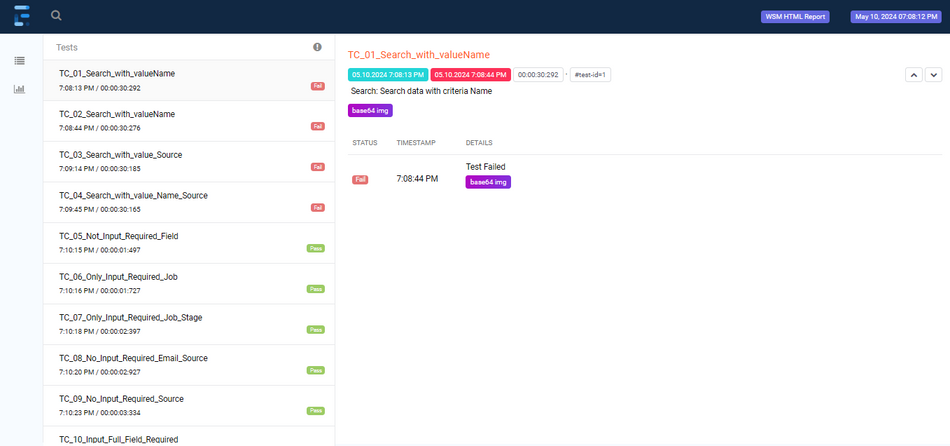 WSM HTML Report
May 10, 2024 07:08:12 PM
Tests
TC_01_Search_with_valueName
7:08:13 PM / 00:00:30:292
Fail
TC_02_Search_with_valueName
7:08:44 PM / 00:00:30:276
Fail
TC_03_Search_with_value_Source
7:09:14 PM / 00:00:30:185
Fail
TC_04_Search_with_value_Name_Source
7:09:45 PM / 00:00:30:165
Fail
TC_05_Not_Input_Required_Field
7:10:15 PM / 00:00:01:497
Pass
TC_06_Only_Input_Required_Job
7:10:16 PM / 00:00:01:727
Pass
TC_07_Only_Input_Required_Job_Stage
7:10:18 PM / 00:00:02:397
Pass
TC_08_No_Input_Required_Email_Source
7:10:20 PM / 00:00:02:927
Pass
TC_09_No_Input_Required_Source
7:10:23 PM / 00:00:03:334
Pass
TC_10_Input_Full_Field_Required
TC_01_Search_with_valueName
05.10.2024 7:08:13 PM 05.10.2024 7:08:44 PM 00:00:30:292 · #test-id=1
Search: Search data with criteria Name
base64 img
STATUS TIMESTAMP DETAILS
Test Failed
Fail 7:08:44 PM
base64 img